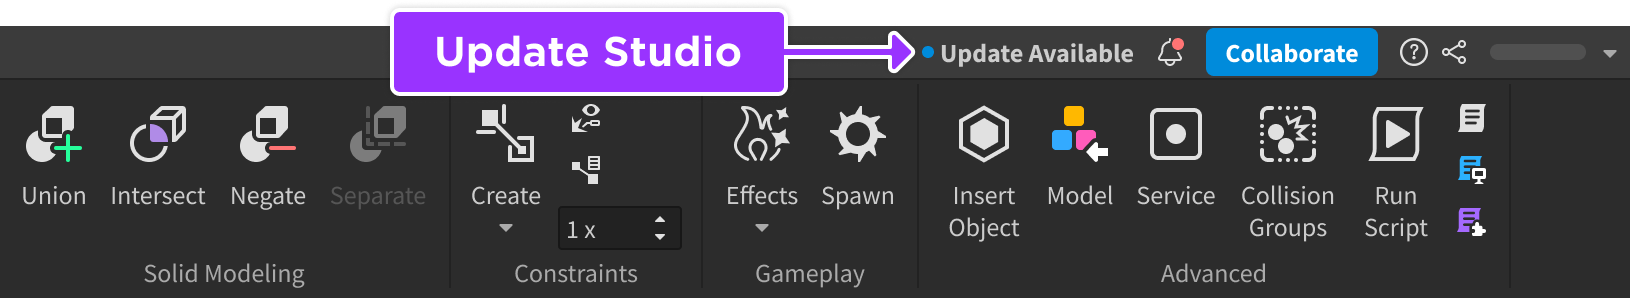 Update Studio
Update Available
Collaborate
Union
Intersect
Negate
Separate
Create
1 x
Effects
Spawn
Insert
Object
Model
Service
Collision
Groups
Run
Script
Solid Modeling
Constraints
Gameplay
Advanced